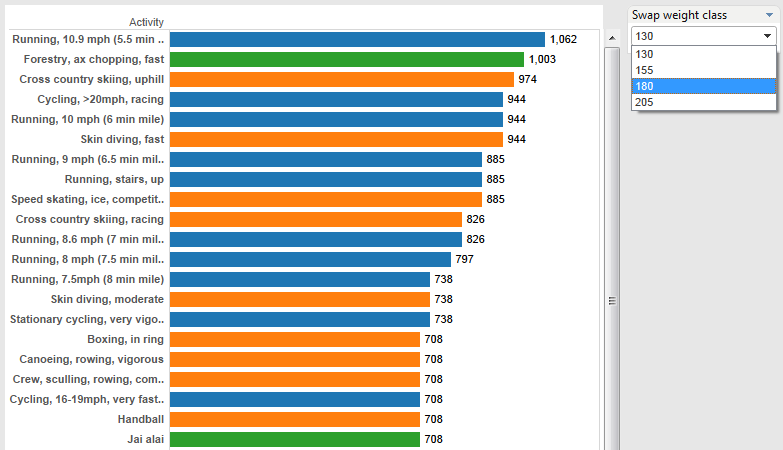 Activity
Running, 10.9 mph (5.5 min .. 1,062
Forestry, ax chopping, fast 1,003
Cross country skiing, uphill 974
Cycling, >20mph, racing 944
Running, 10 mph (6 min mile) 944
Skin diving, fast 944
Running, 9 mph (6.5 min mil.. 885
Running, stairs, up 885
Speed skating, ice, competit.. 885
Cross country skiing, racing 826
Running, 8.6 mph (7 min mil.. 826
Running, 8 mph (7.5 min mil.. 797
Running, 7.5mph (8 min mile) 738
Skin diving, moderate 738
Stationary cycling, very vigo.. 738
Boxing, in ring 708
Canoeing, rowing, vigorous 708
Crew, sculling, rowing, com.. 708
Cycling, 16-19mph, very fast.. 708
Handball 708
Jai alai 708
Swap weight class
130
130
155
180
205